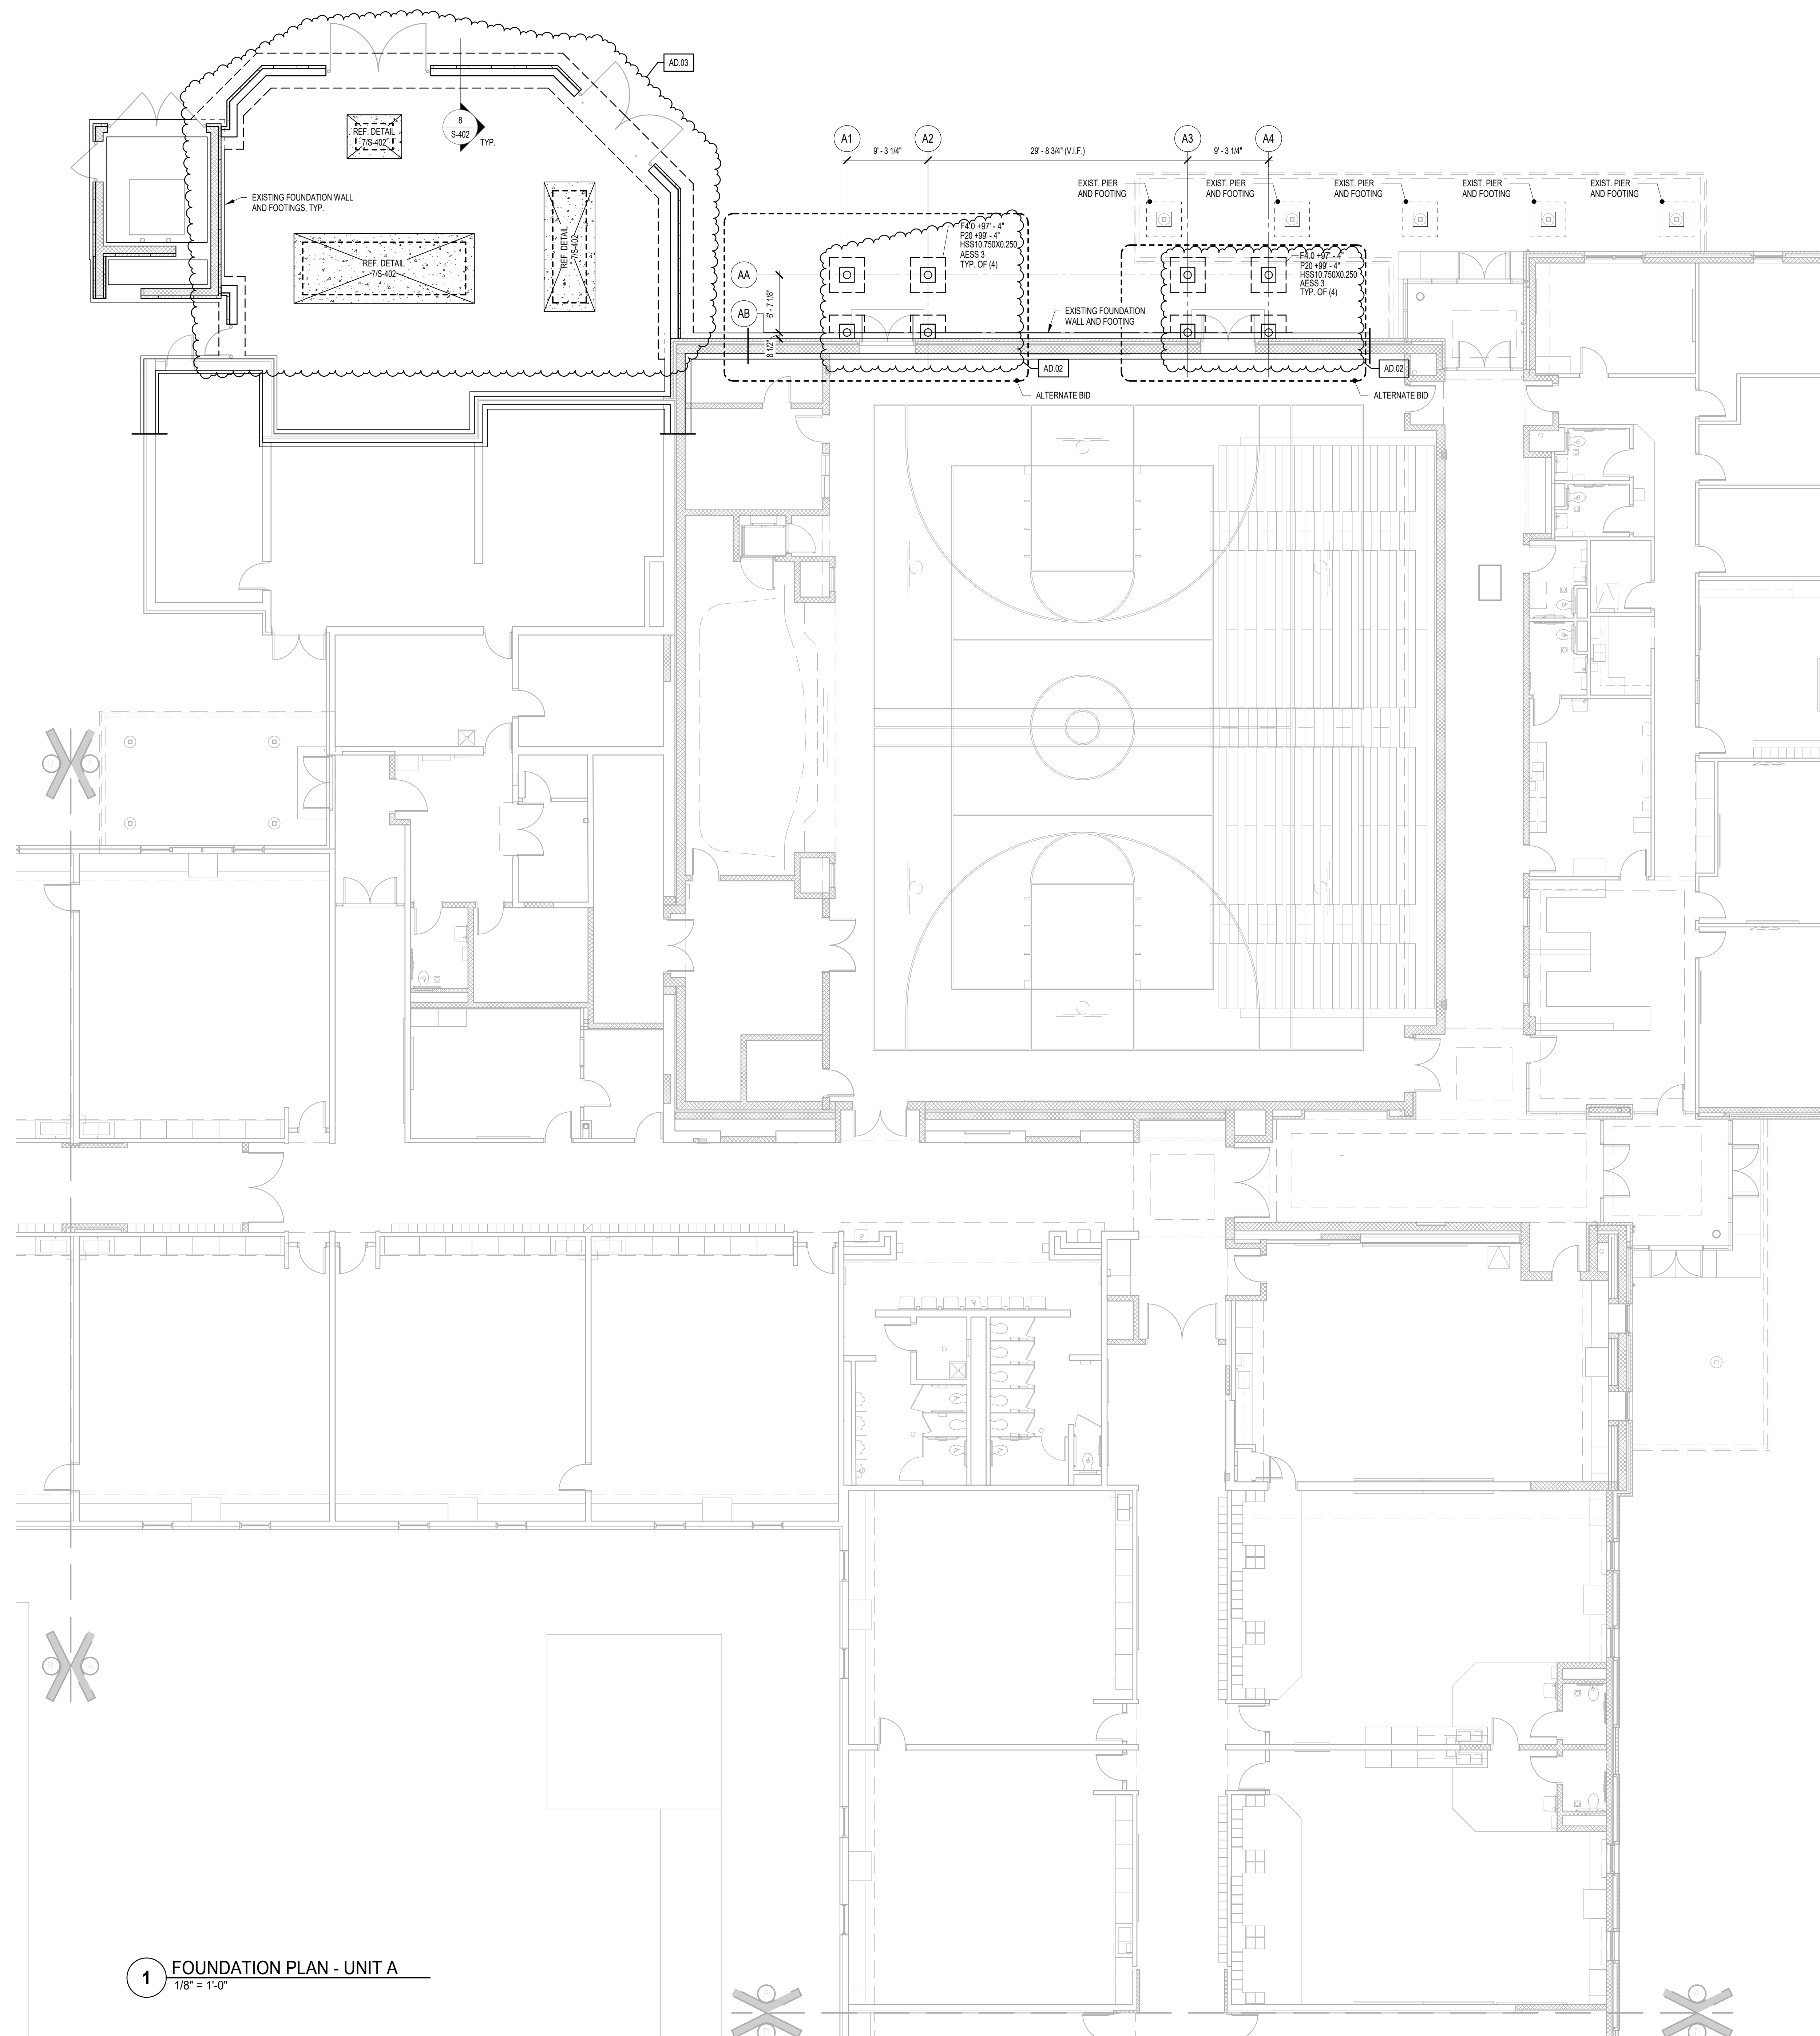 AD.03
8
S-402
TYP.
REF. DETAIL
7/S-402
EXISTING FOUNDATION WALL
AND FOOTINGS, TYP.
REF. DETAIL
7/S-402
REF. DETAIL
7/S-402
A1
A2
A3
A4
9' - 3 1/4"
29' - 8 3/4" (V.I.F.)
9' - 3 1/4"
EXIST. PIER
AND FOOTING
EXIST. PIER
AND FOOTING
EXIST. PIER
AND FOOTING
EXIST. PIER
AND FOOTING
EXIST. PIER
AND FOOTING
F4.0 +97' - 4"
P20 +99' - 4"
HSS10.750X0.250
AESS 3
TYP. OF (4)
F4.0 +97' - 4"
P20 +99' - 4"
HSS10.750X0.250
AESS 3
TYP. OF (4)
AA
AB
6' - 7 1/8"
8 1/2"
EXISTING FOUNDATION
WALL AND FOOTING
AD.02
AD.02
ALTERNATE BID
ALTERNATE BID
1
FOUNDATION PLAN - UNIT A
1/8" = 1'-0"